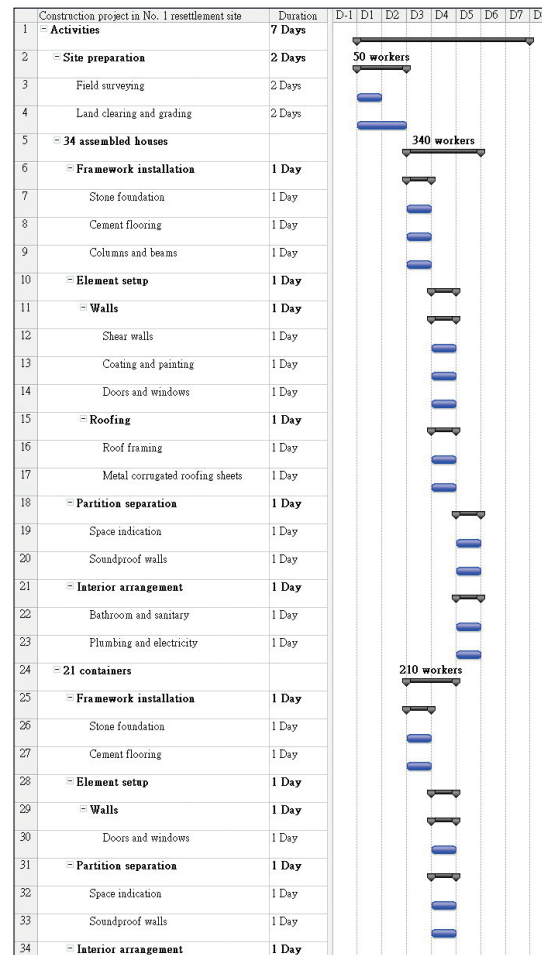 Construction project in No. 1 resettlement site Duration D-1 D1 D2 D3 D4 D5 D6 D7 D
1 Activities 7 Days
2 Site preparation 2 Days 50 workers
3 Field surveying 2 Days
4 Land clearing and grading 2 Days
5 34 assembled houses 340 workers
6 Framework installation 1 Day
7 Stone foundation 1 Day
8 Cement flooring 1 Day
9 Columns and beams 1 Day
10 Element setup 1 Day
11 Walls 1 Day
12 Shear walls 1 Day
13 Coating and painting 1 Day
14 Doors and windows 1 Day
15 Roofing 1 Day
16 Roof framing 1 Day
17 Metal corrugated roofing sheets 1 Day
18 Partition separation 1 Day
19 Space indication 1 Day
20 Soundproof walls 1 Day
21 Interior arrangement 1 Day
22 Bathroom and sanitary 1 Day
23 Plumbing and electricity 1 Day
24 21 containers 210 workers
25 Framework installation 1 Day
26 Stone foundation 1 Day
27 Cement flooring 1 Day
28 Element setup 1 Day
29 Walls 1 Day
30 Doors and windows 1 Day
31 Partition separation 1 Day
32 Space indication 1 Day
33 Soundproof walls 1 Day
34 Interior arrangement 1 Day